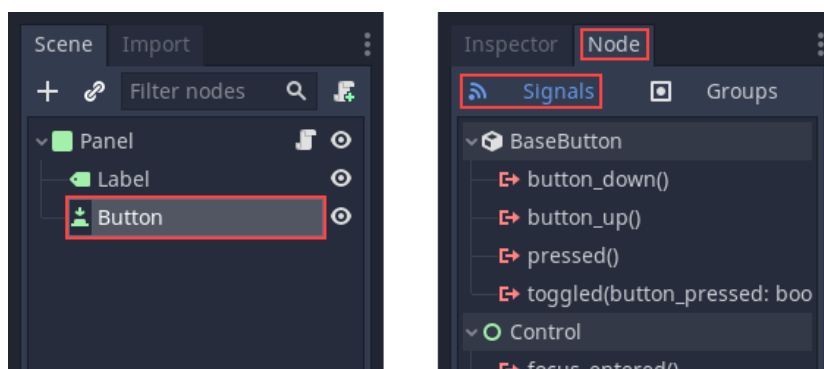 Scene Import
Filter nodes
Panel
Label
Button
Inspector Node
Signals Groups
BaseButton
button_down()
button_up()
pressed()
toggled(button_pressed: boo
Control
focus_entered()